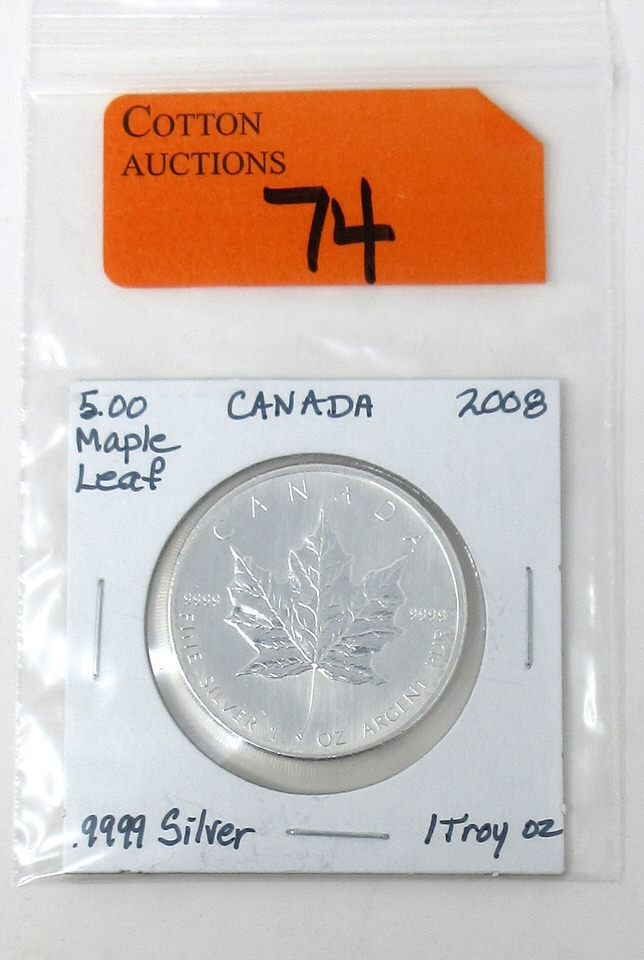 COTTON
AUCTIONS
74
5.00 CANADA 2008
Maple
Leaf
CANADA
9999 9999
FINE SILVER 1 OZ ARGENT PUR
.9999 Silver 1 Troy oz